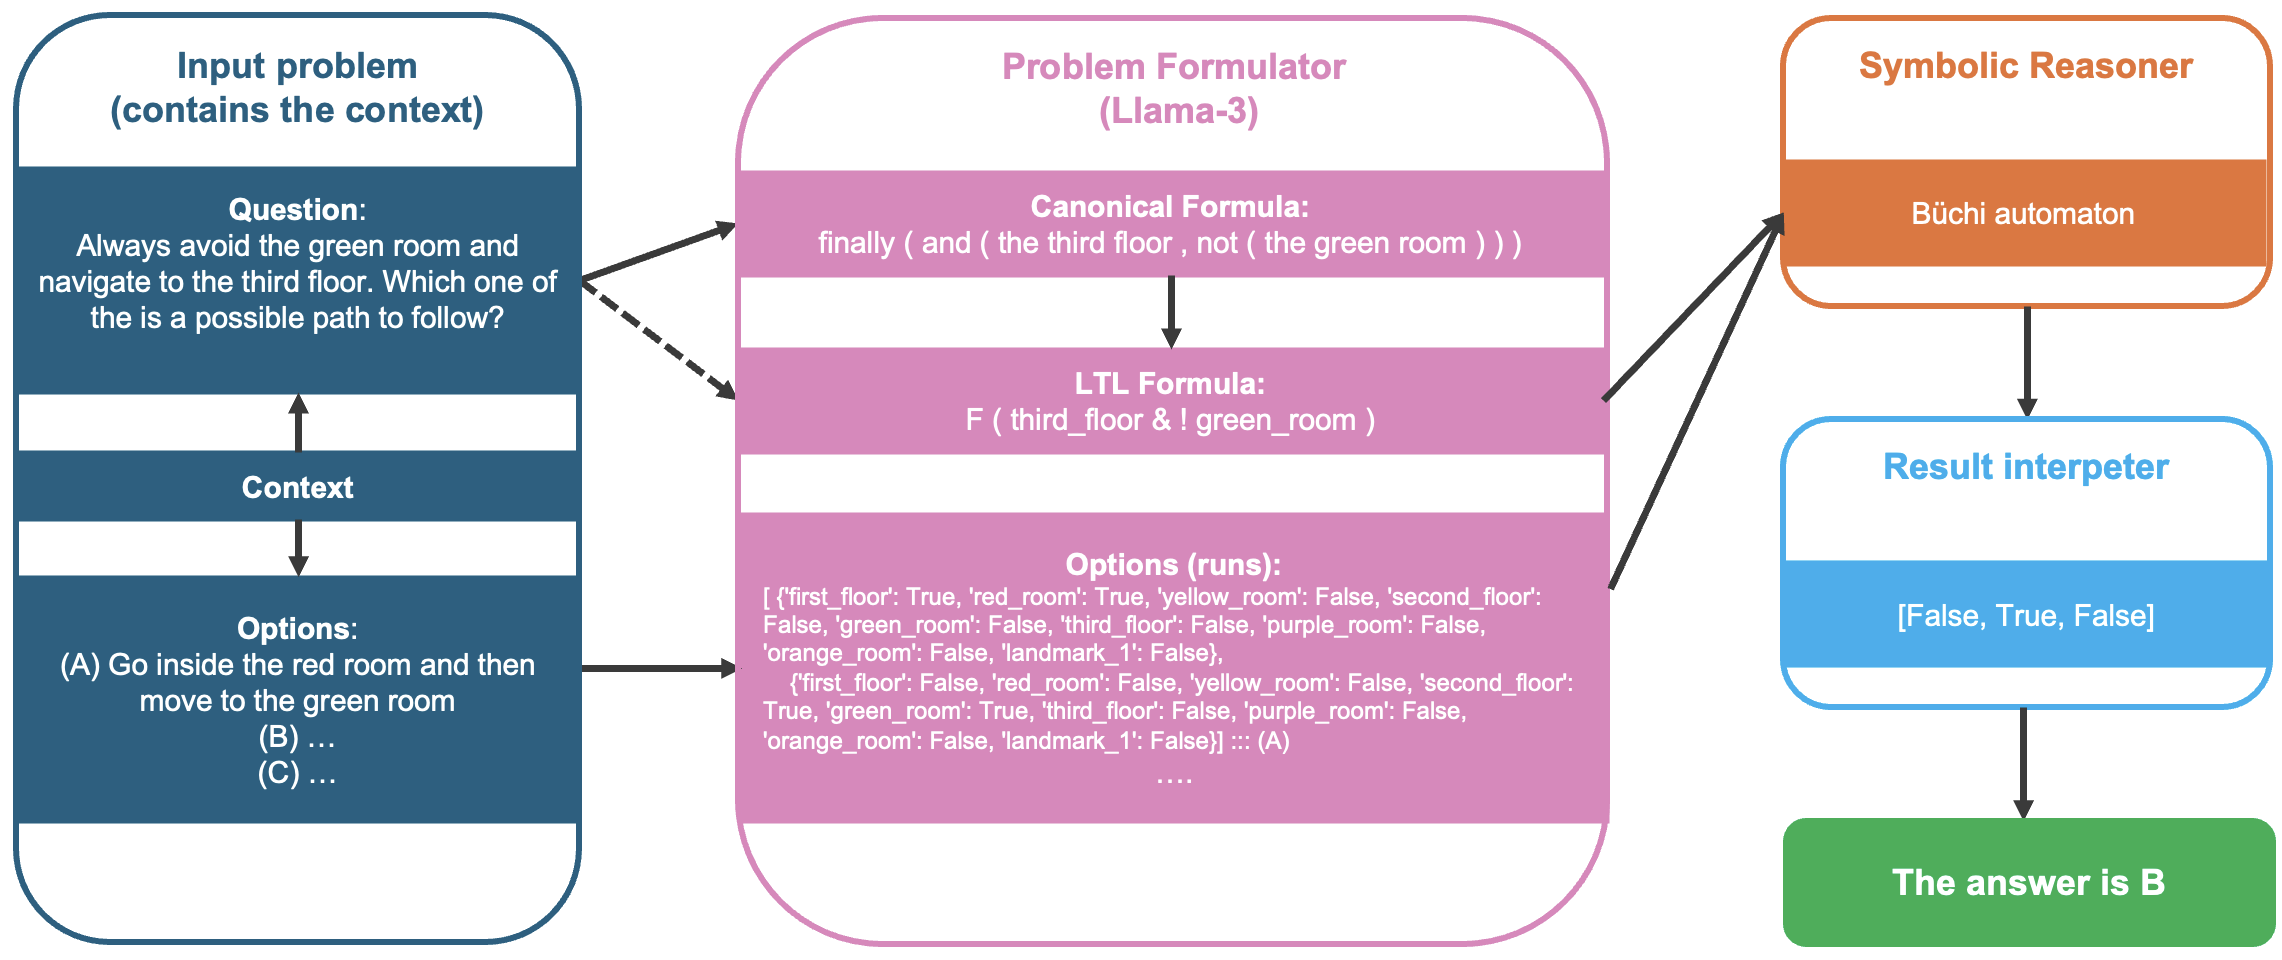 Input problem
(contains the context)
Question:
Always avoid the green room and
navigate to the third floor. Which one of
the is a possible path to follow?
Context
Options:
(A) Go inside the red room and then
move to the green room
(B) …
(C) …
Problem Formulator
(Llama-3)
Canonical Formula:
finally ( and ( the third floor , not ( the green room ) ) )
LTL Formula:
F ( third_floor & ! green_room )
Options (runs):
[ {'first_floor': True, 'red_room': True, 'yellow_room': False, 'second_floor':
False, 'green_room': False, 'third_floor': False, 'purple_room': False,
'orange_room': False, 'landmark_1': False},
{'first_floor': False, 'red_room': False, 'yellow_room': False, 'second_floor':
True, 'green_room': True, 'third_floor': False, 'purple_room': False,
'orange_room': False, 'landmark_1': False}] ::: (A)
….
Symbolic Reasoner
Büchi automaton
Result interpeter
[False, True, False]
The answer is B